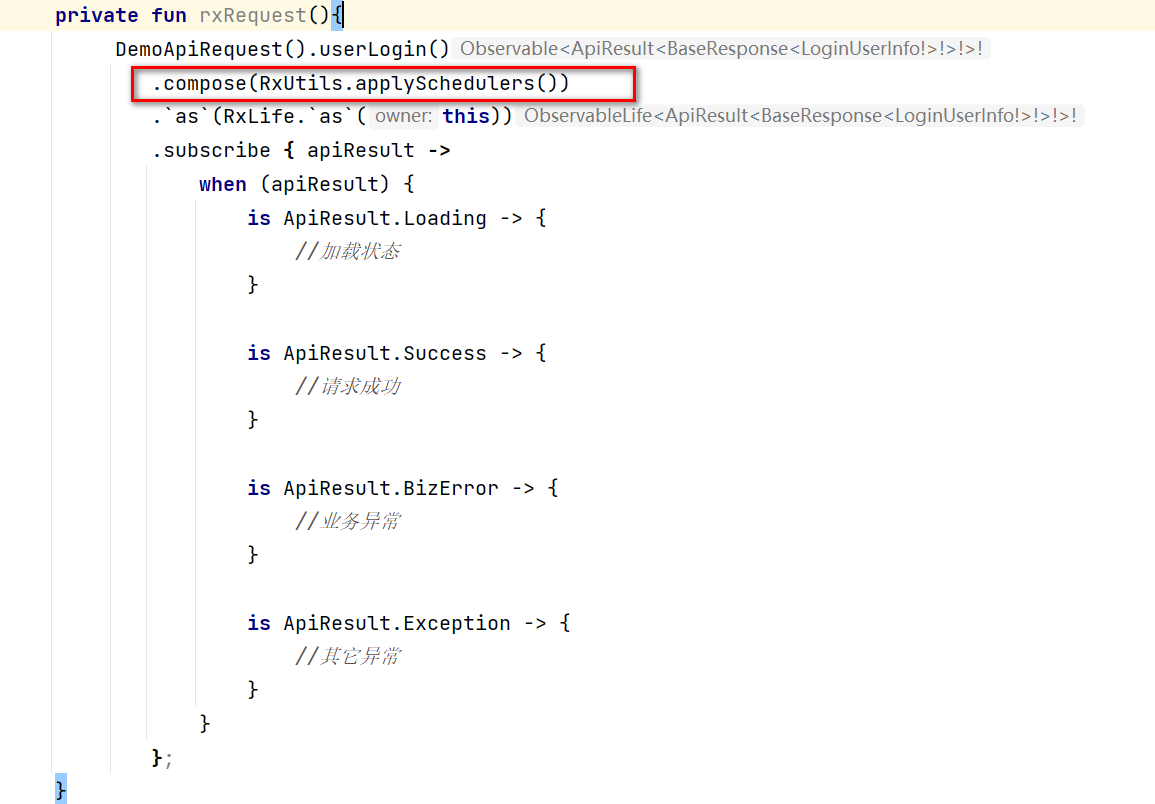 private fun rxRequest(){
DemoApiRequest().userLogin() Observable<ApiResult<BaseResponse<LoginUserInfo!>!>!>!
.compose(RxUtils.applySchedulers())
.`as`(RxLife.`as`( owner: this)) ObservableLife<ApiResult<BaseResponse<LoginUserInfo!>!>!>!
.subscribe { apiResult ->
when (apiResult) {
is ApiResult.Loading -> {
//加载状态
}
is ApiResult.Success -> {
//请求成功
}
is ApiResult.BizError -> {
//业务异常
}
is ApiResult.Exception -> {
//其它异常
}
}
};
}